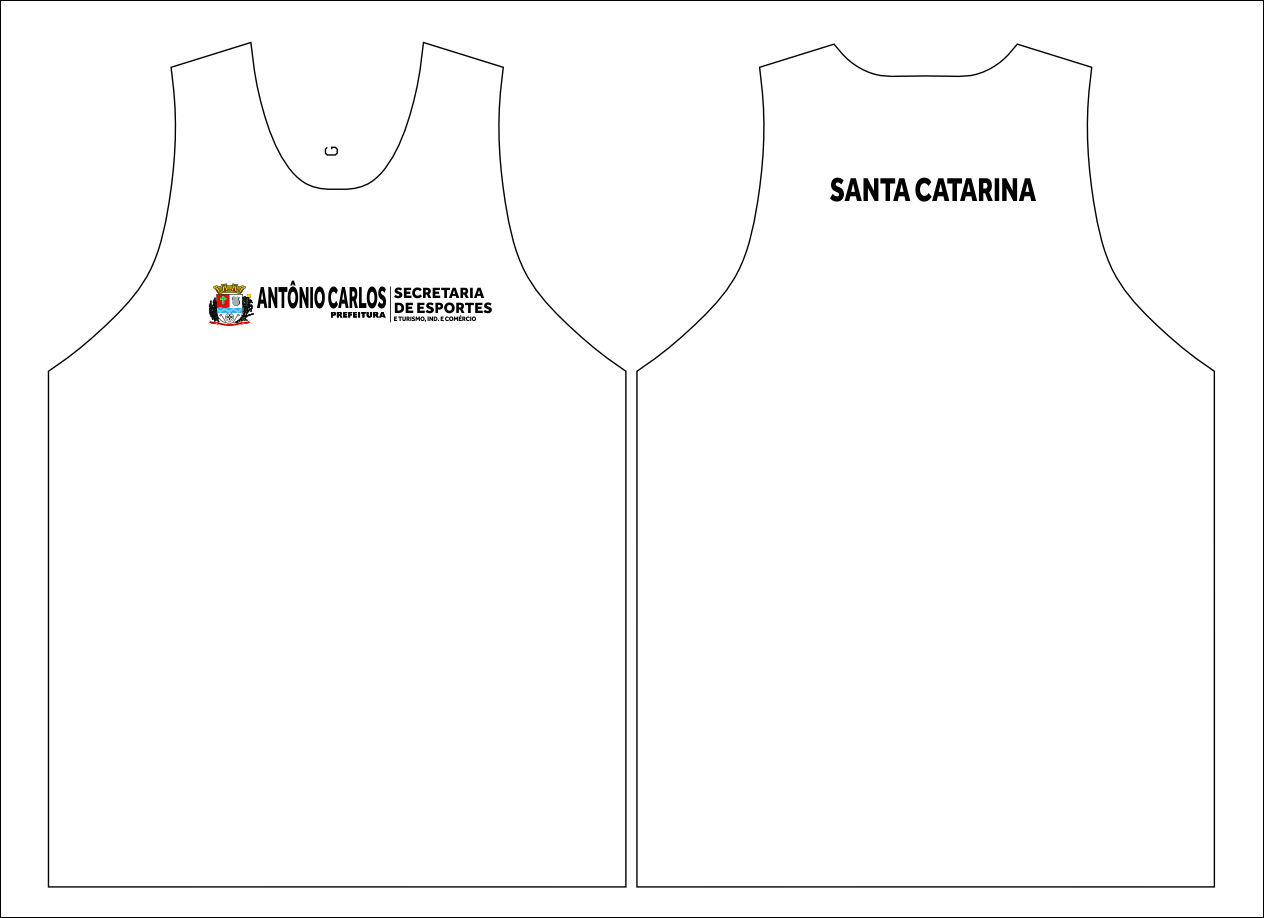 G
ANTÔNIO CARLOS
PREFEITURA
SECRETARIA
DE ESPORTES
E TURISMO, IND. E COMÉRCIO
SANTA CATARINA